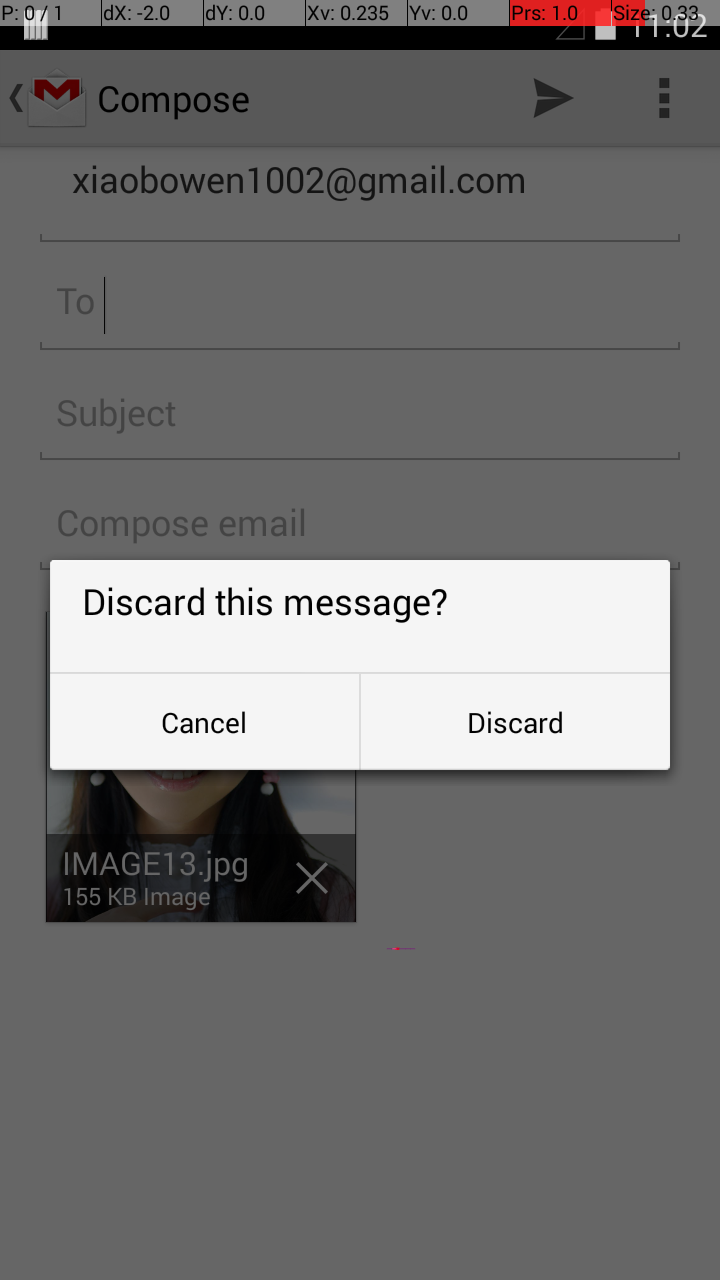 P: 0 / 1 dX: -2.0 dY: 0.0 Xv: 0.235 Yv: 0.0 Prs: 1.0 Size: 0.33
11:02
Compose
xiaobowen1002@gmail.com
To
Subject
Compose email
Discard this message?
Cancel Discard
IMAGE13.jpg
155 KB Image